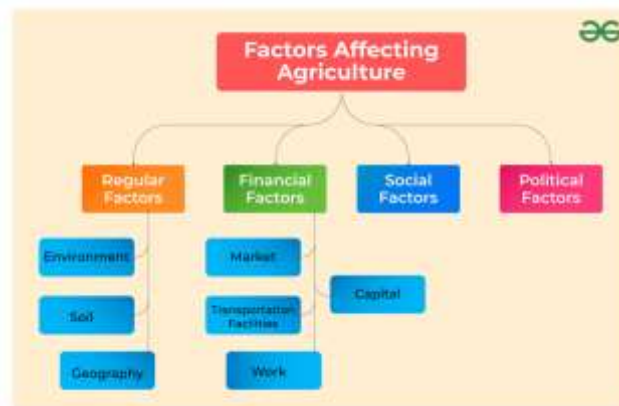 Factors Affecting
Agriculture
Regular
Factors
Financial
Factors
Social
Factors
Political
Factors
Environment
Market
Capital
Soil
Transportation
Facilities
Geography
Work